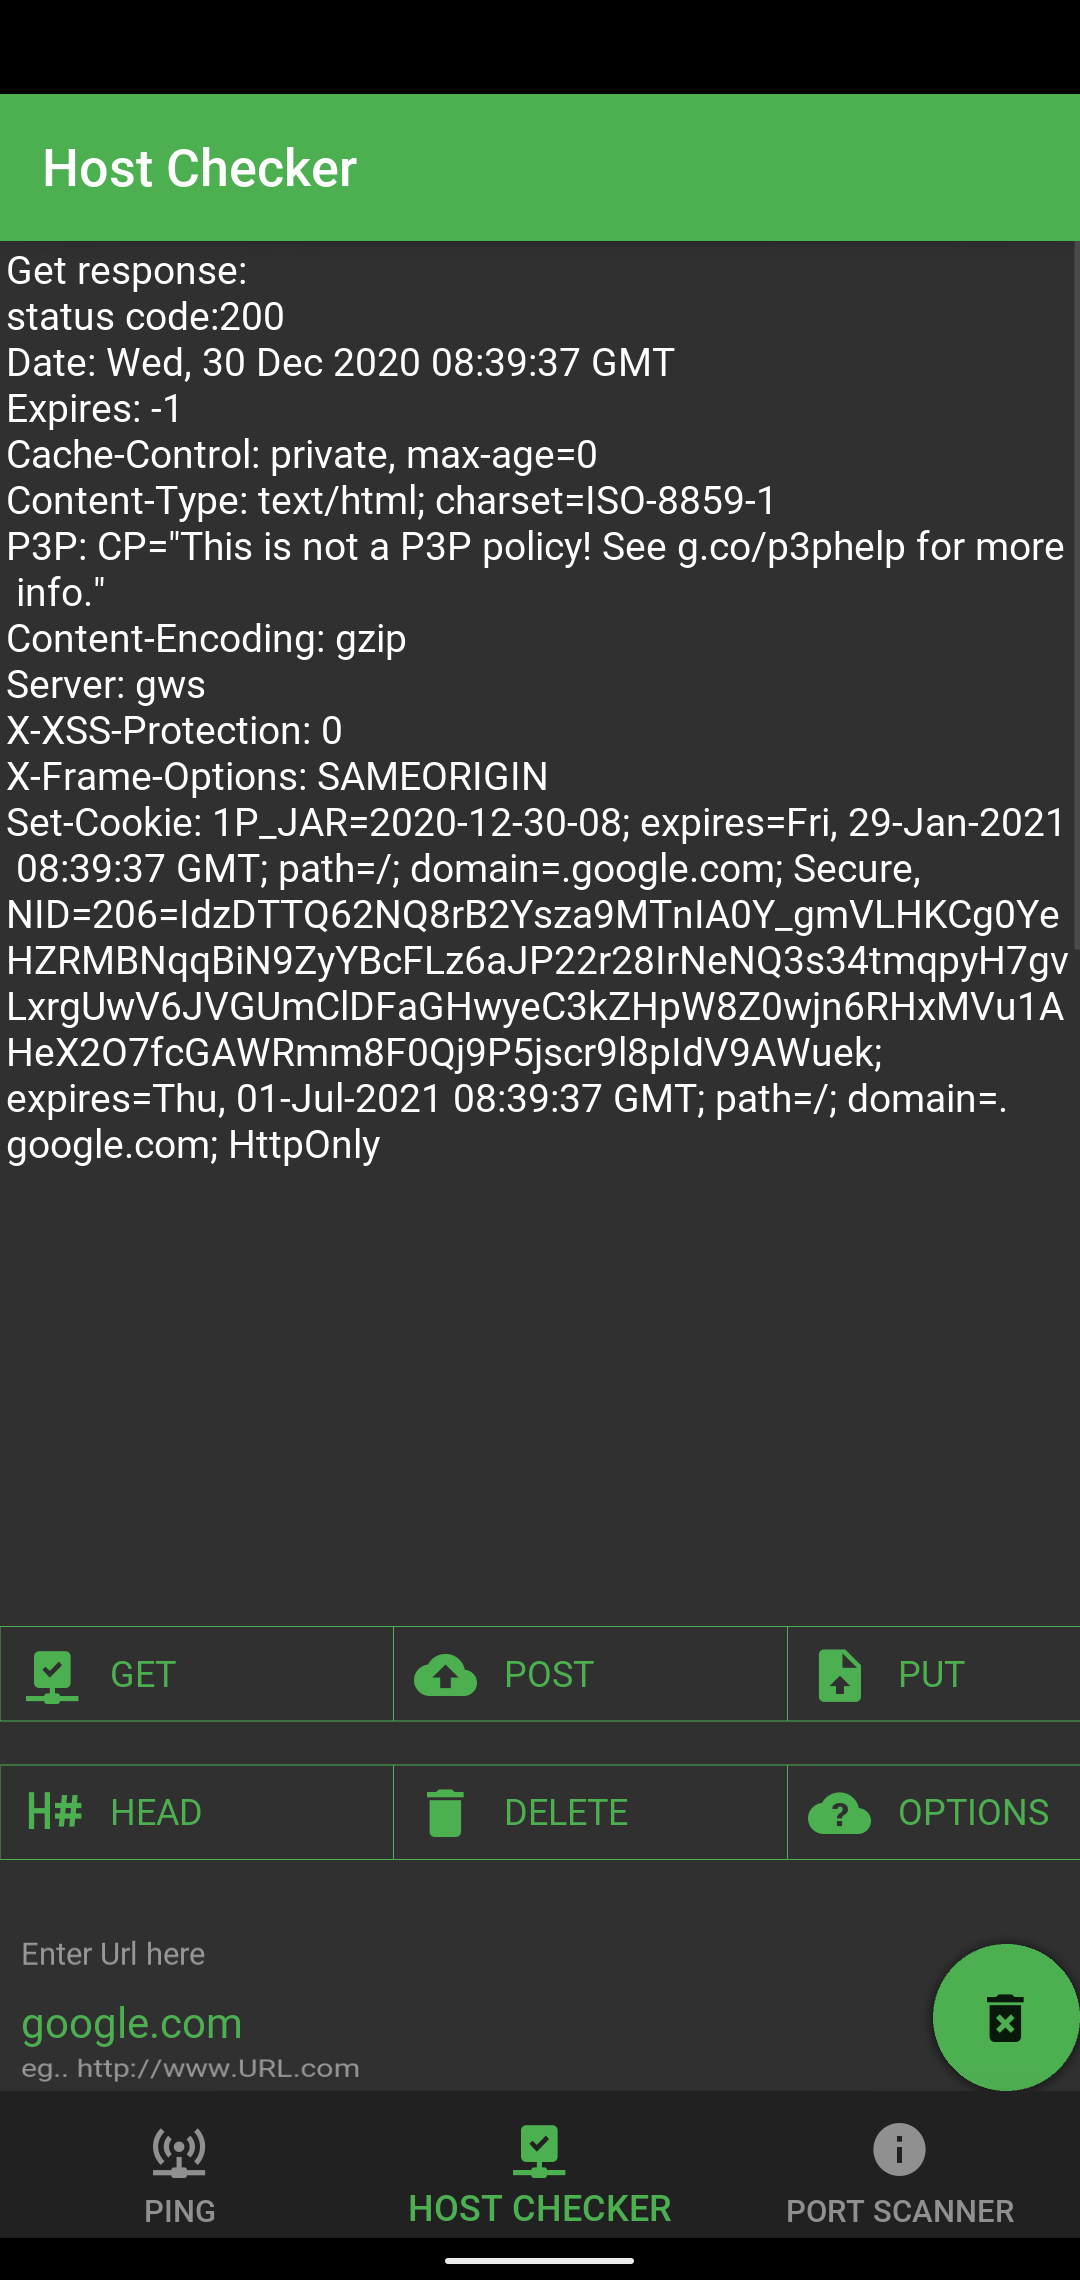 Host Checker
Get response:
status code:200
Date: Wed, 30 Dec 2020 08:39:37 GMT
Expires: -1
Cache-Control: private, max-age=0
Content-Type: text/html; charset=ISO-8859-1
P3P: CP="This is not a P3P policy! See g.co/p3phelp for more
info."
Content-Encoding: gzip
Server: gws
X-XSS-Protection: 0
X-Frame-Options: SAMEORIGIN
Set-Cookie: 1P_JAR=2020-12-30-08; expires=Fri, 29-Jan-2021
08:39:37 GMT; path=/; domain=.google.com; Secure,
NID=206=IdzDTTQ62NQ8rB2Ysza9MTnIA0Y_gmVLHKCg0Ye
HZRMBNqqBiN9ZyYBcFLz6aJP22r28IrNeNQ3s34tmqpyH7gv
LxrgUwV6JVGUmClDFaGHwyeC3kZHpW8Z0wjn6RHxMVu1A
HeX2O7fcGAWRmm8F0Qj9P5jscr9l8pIdV9AWuek;
expires=Thu, 01-Jul-2021 08:39:37 GMT; path=/; domain=.
google.com; HttpOnly
GET POST PUT
H# HEAD DELETE OPTIONS
Enter Url here
google.com
eg.. http://www.URL.com
PING HOST CHECKER PORT SCANNER